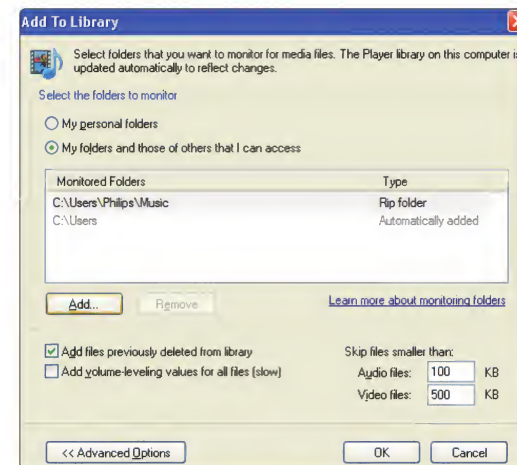 Add To Library
Select folders that you want to monitor for media files. The Player library on this computer is
updated automatically to reflect changes.
Select the folders to monitor
My personal folders
My folders and those of others that I can access
Monitored Folders Type
C:\Users\Philips\Music Rip folder
C:\Users Automatically added
Add... Remove Learn more about monitoring folders
Add files previously deleted from library Skip files smaller than:
Add volume-leveling values for all files (slow) Audio files: 100 KB
Video files: 500 KB
<< Advanced Options OK Cancel